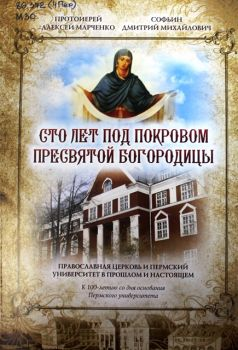 ПРОТОИЕРЕЙ СОФЬИН
АЛЕКСЕЙ МАРЧЕНКО ДМИТРИЙ МИХАЙЛОВИЧ
СТО ЛЕТ ПОД ПОКРОВОМ
ПРЕСВЯТОЙ БОГОРОДИЦЫ
ПРАВОСЛАВНАЯ ЦЕРКОВЬ И ПЕРМСКИЙ
УНИВЕРСИТЕТ В ПРОШЛОМ И НАСТОЯЩЕМ
К 100-летию со дня основания
Пермского университета